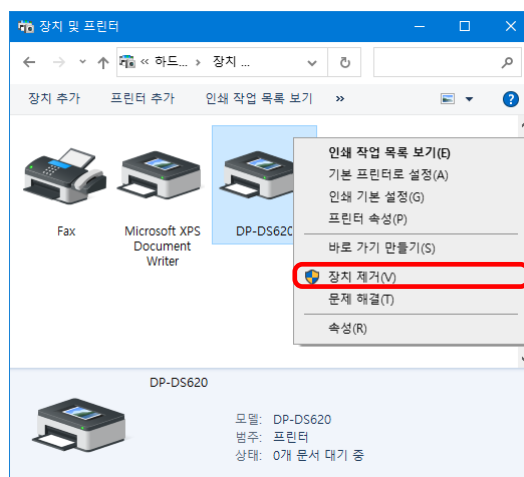 장치 및 프린터
« 하드... › 장치 ...
장치 추가 프린터 추가 인쇄 작업 목록 보기 »
Fax
Microsoft XPS
Document
Writer
DP-DS620
인쇄 작업 목록 보기(E)
기본 프린터로 설정(A)
인쇄 기본 설정(G)
프린터 속성(P)
바로 가기 만들기(S)
장치 제거(V)
문제 해결(T)
속성(R)
DP-DS620
모델: DP-DS620
범주: 프린터
상태: 0개 문서 대기 중